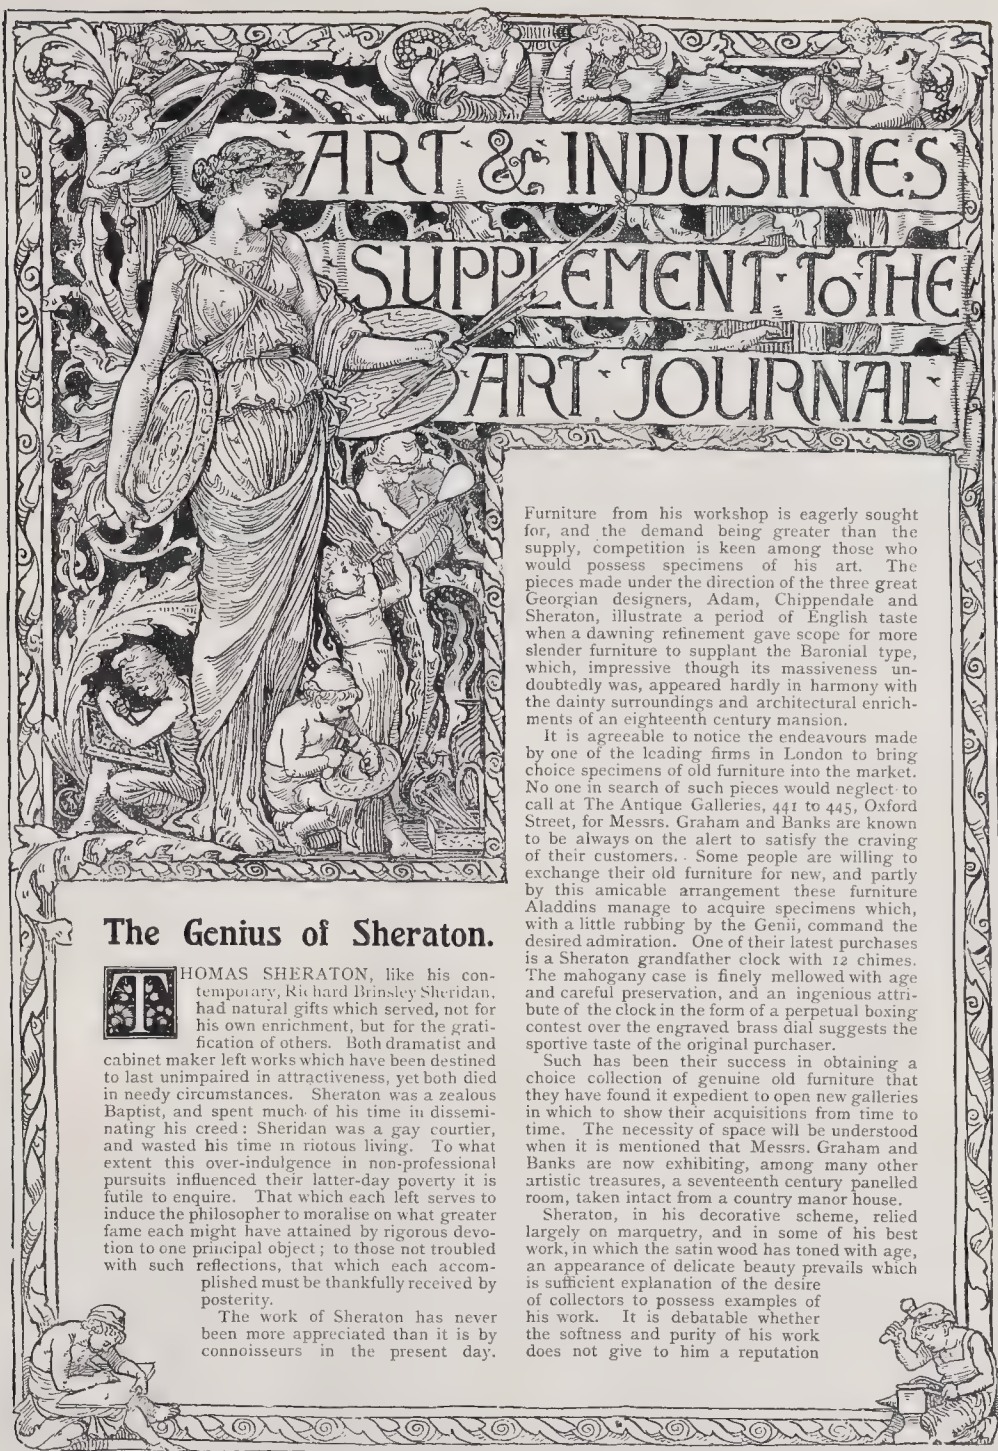 ART & INDUSTRIES
SUPPLEMENT·TO·THE
ART·JOURNAL
The Genius of Sheraton.
THOMAS SHERATON, like his con-
temporary, Richard Brinsley Sheridan,
had natural gifts which served, not for
his own enrichment, but for the grati-
fication of others. Both dramatist and
cabinet maker left works which have been destined
to last unimpaired in attractiveness, yet both died
in needy circumstances. Sheraton was a zealous
Baptist, and spent much of his time in dissemi-
nating his creed: Sheridan was a gay courtier,
and wasted his time in riotous living. To what
extent this over-indulgence in non-professional
pursuits influenced their latter-day poverty it is
futile to enquire. That which each left serves to
induce the philosopher to moralise on what greater
fame each might have attained by rigorous devo-
tion to one principal object; to those not troubled
with such reflections, that which each accom-
plished must be thankfully received by
posterity.
The work of Sheraton has never
been more appreciated than it is by
connoisseurs in the present day.
Furniture from his workshop is eagerly sought
for, and the demand being greater than the
supply, competition is keen among those who
would possess specimens of his art. The
pieces made under the direction of the three great
Georgian designers, Adam, Chippendale and
Sheraton, illustrate a period of English taste
when a dawning refinement gave scope for more
slender furniture to supplant the Baronial type,
which, impressive though its massiveness un-
doubtedly was, appeared hardly in harmony with
the dainty surroundings and architectural enrich-
ments of an eighteenth century mansion.
It is agreeable to notice the endeavours made
by one of the leading firms in London to bring
choice specimens of old furniture into the market.
No one in search of such pieces would neglect to
call at The Antique Galleries, 441 to 445, Oxford
Street, for Messrs. Graham and Banks are known
to be always on the alert to satisfy the craving
of their customers. Some people are willing to
exchange their old furniture for new, and partly
by this amicable arrangement these furniture
Aladdins manage to acquire specimens which,
with a little rubbing by the Genii, command the
desired admiration. One of their latest purchases
is a Sheraton grandfather clock with 12 chimes.
The mahogany case is finely mellowed with age
and careful preservation, and an ingenious attri-
bute of the clock in the form of a perpetual boxing
contest over the engraved brass dial suggests the
sportive taste of the original purchaser.
Such has been their success in obtaining a
choice collection of genuine old furniture that
they have found it expedient to open new galleries
in which to show their acquisitions from time to
time. The necessity of space will be understood
when it is mentioned that Messrs. Graham and
Banks are now exhibiting, among many other
artistic treasures, a seventeenth century panelled
room, taken intact from a country manor house.
Sheraton, in his decorative scheme, relied
largely on marquetry, and in some of his best
work, in which the satin wood has toned with age,
an appearance of delicate beauty prevails which
is sufficient explanation of the desire
of collectors to possess examples of
his work. It is debatable whether
the softness and purity of his work
does not give to him a reputation